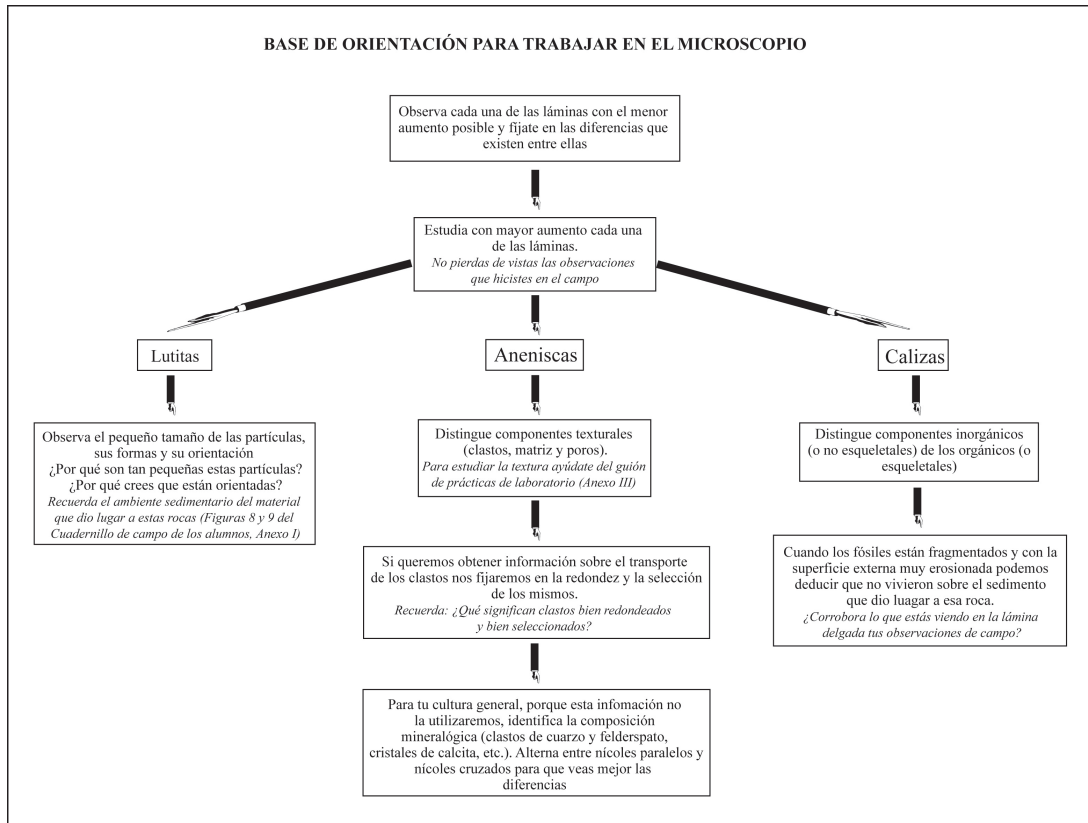 BASE DE ORIENTACIÓN PARA TRABAJAR EN EL MICROSCOPIO
Observa cada una de las láminas con el menor
aumento posible y fíjate en las diferencias que
existen entre ellas
Estudia con mayor aumento cada una
de las láminas.
No pierdas de vistas las observaciones
que hicistes en el campo
Lutitas
Observa el pequeño tamaño de las partículas,
sus formas y su orientación
¿Por qué son tan pequeñas estas partículas?
¿Por qué crees que están orientadas?
Recuerda el ambiente sedimentario del material
que dio lugar a estas rocas (Figuras 8 y 9 del
Cuadernillo de campo de los alumnos, Anexo I)
Aneniscas
Distingue componentes texturales
(clastos, matriz y poros).
Para estudiar la textura ayúdate del guión
de prácticas de laboratorio (Anexo III)
Si queremos obtener información sobre el transporte
de los clastos nos fijaremos en la redondez y la selección
de los mismos.
Recuerda: ¿Qué significan clastos bien redondeados
y bien seleccionados?
Para tu cultura general, porque esta infomación no
la utilizaremos, identifica la composición
mineralógica (clastos de cuarzo y felderspato,
cristales de calcita, etc.). Alterna entre nícoles paralelos y
nícoles cruzados para que veas mejor las
diferencias
Calizas
Distingue componentes inorgánicos
(o no esqueletales) de los orgánicos (o
esqueletales)
Cuando los fósiles están fragmentados y con la
superficie externa muy erosionada podemos
deducir que no vivieron sobre el sedimento
que dio luagar a esa roca.
¿Corrobora lo que estás viendo en la lámina
delgada tus observaciones de campo?